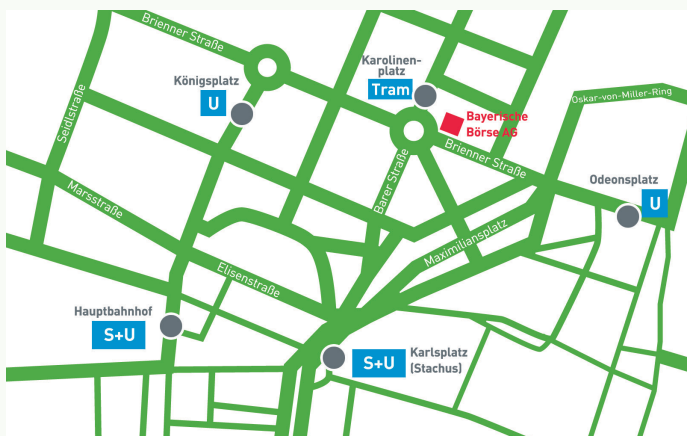 Brienner Straße
Königsplatz
U
Karolinen-
platz
Tram
Bayerische
Börse AG
Oskar-von-Miller-Ring
Seidlstraße
Brienner Straße
Odeonsplatz
U
Marsstraße
Barer Straße
Maximiliansplatz
Elisenstraße
Hauptbahnhof
S+U
S+U
Karlsplatz
(Stachus)